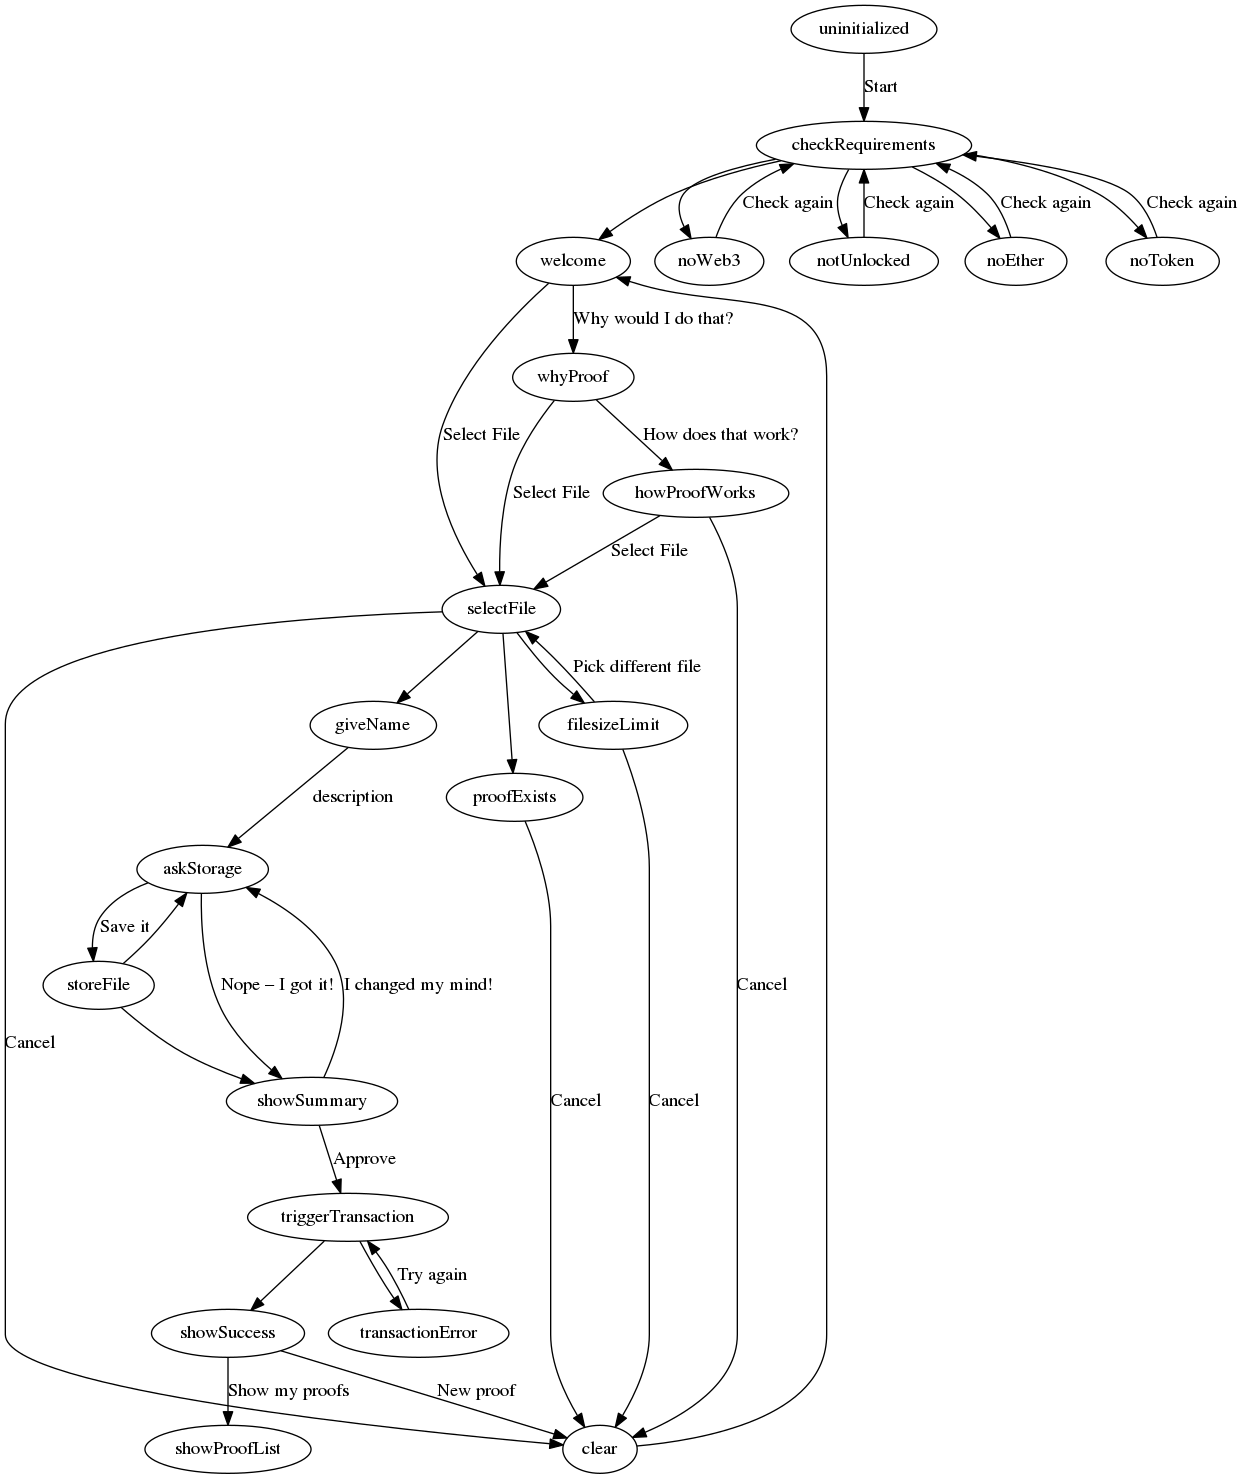 uninitialized
Start
checkRequirements
Check again
Check again
Check again
Check again
welcome
noWeb3
notUnlocked
noEther
noToken
Why would I do that?
whyProof
Select File
How does that work?
Select File
howProofWorks
Select File
selectFile
Pick different file
giveName
filesizeLimit
description
proofExists
askStorage
Save it
storeFile
Nope – I got it!
I changed my mind!
Cancel
Cancel
showSummary
Cancel
Cancel
Approve
triggerTransaction
Try again
showSuccess
transactionError
Show my proofs
New proof
showProofList
clear